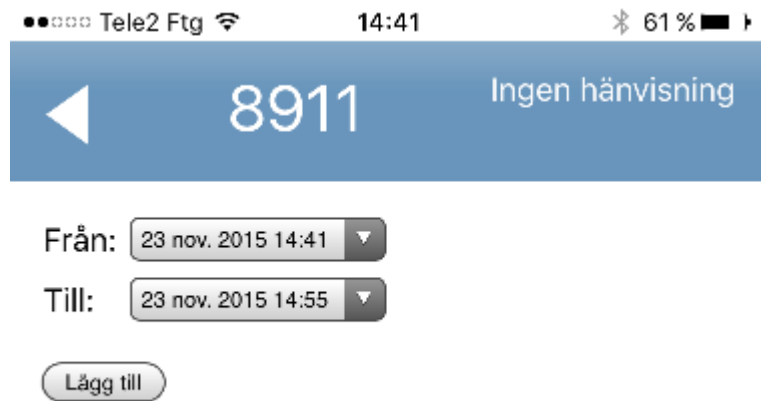 Tele2 Ftg 14:41 61 %
8911 Ingen hänvisning
Från: 23 nov. 2015 14:41
Till: 23 nov. 2015 14:55
Lägg till